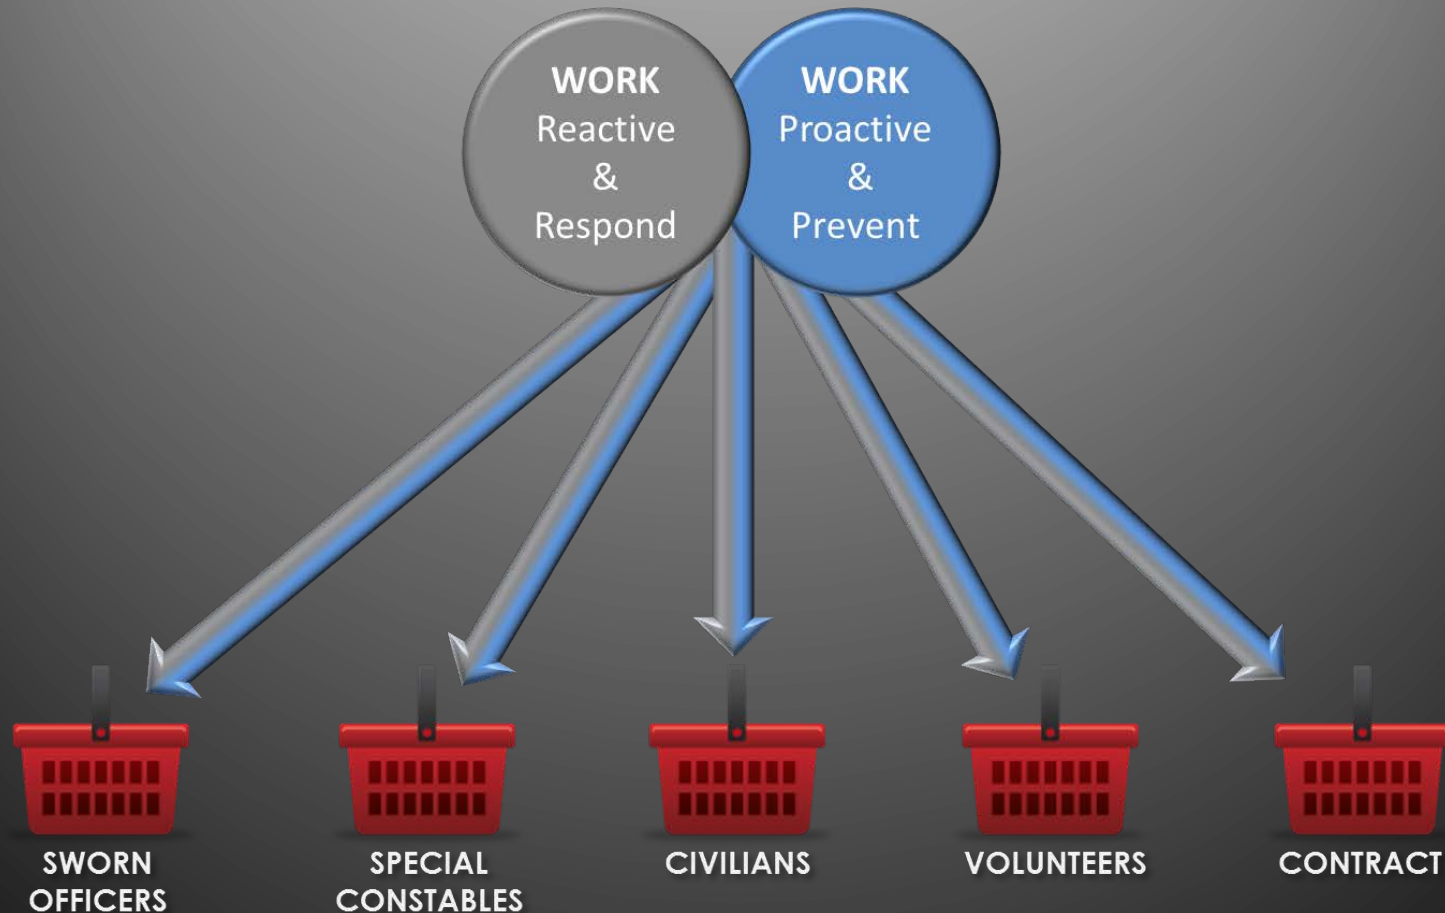 WORK
Reactive
&
Respond
WORK
Proactive
&
Prevent
SWORN
OFFICERS
SPECIAL
CONSTABLES
CIVILIANS
VOLUNTEERS
CONTRACT